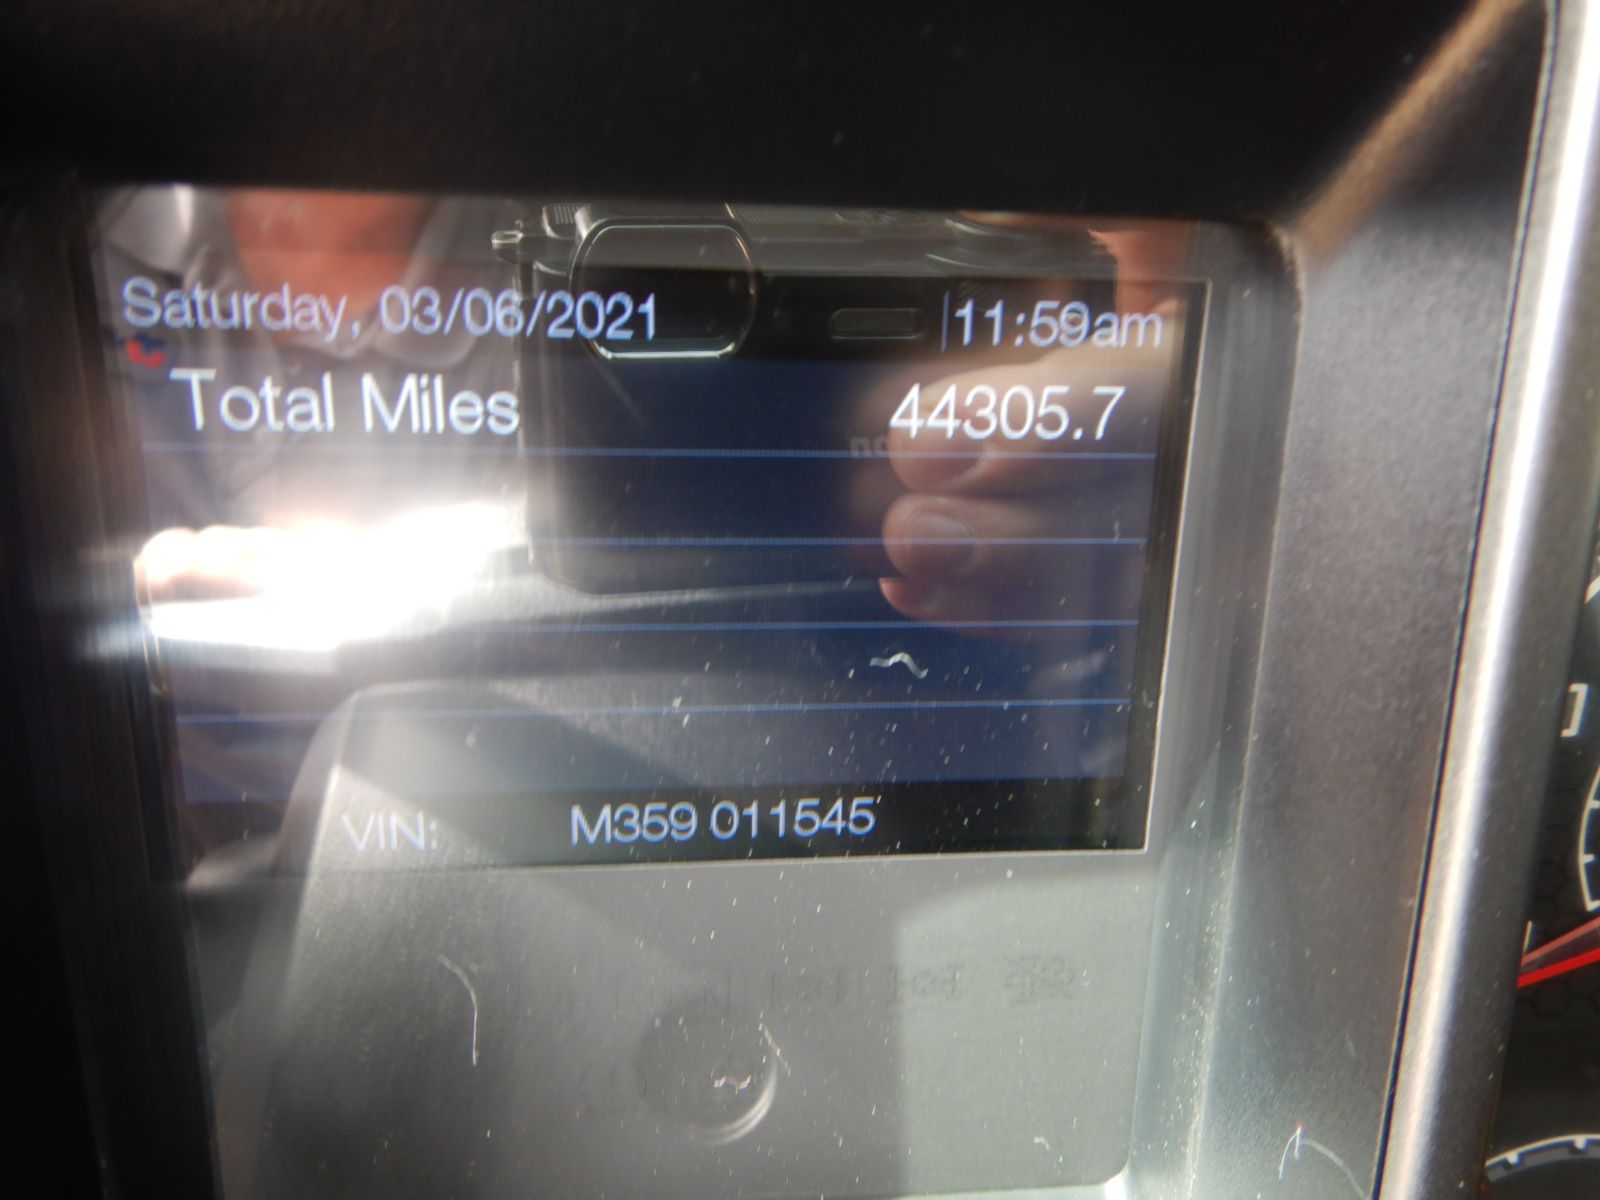 Saturday, 03/06/2021 11:59am
Total Miles 44305.7
VIN: M359 011545